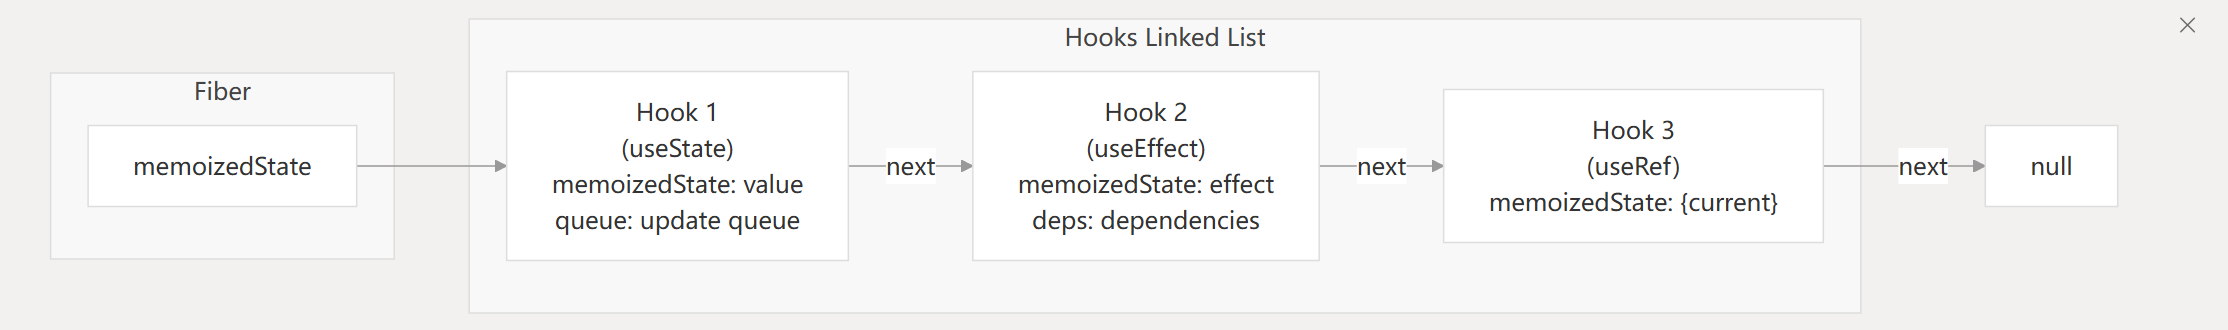 Hooks Linked List
Fiber
memoizedState
Hook 1
(useState)
memoizedState: value
queue: update queue
next
Hook 2
(useEffect)
memoizedState: effect
deps: dependencies
next
Hook 3
(useRef)
memoizedState: {current}
next
null